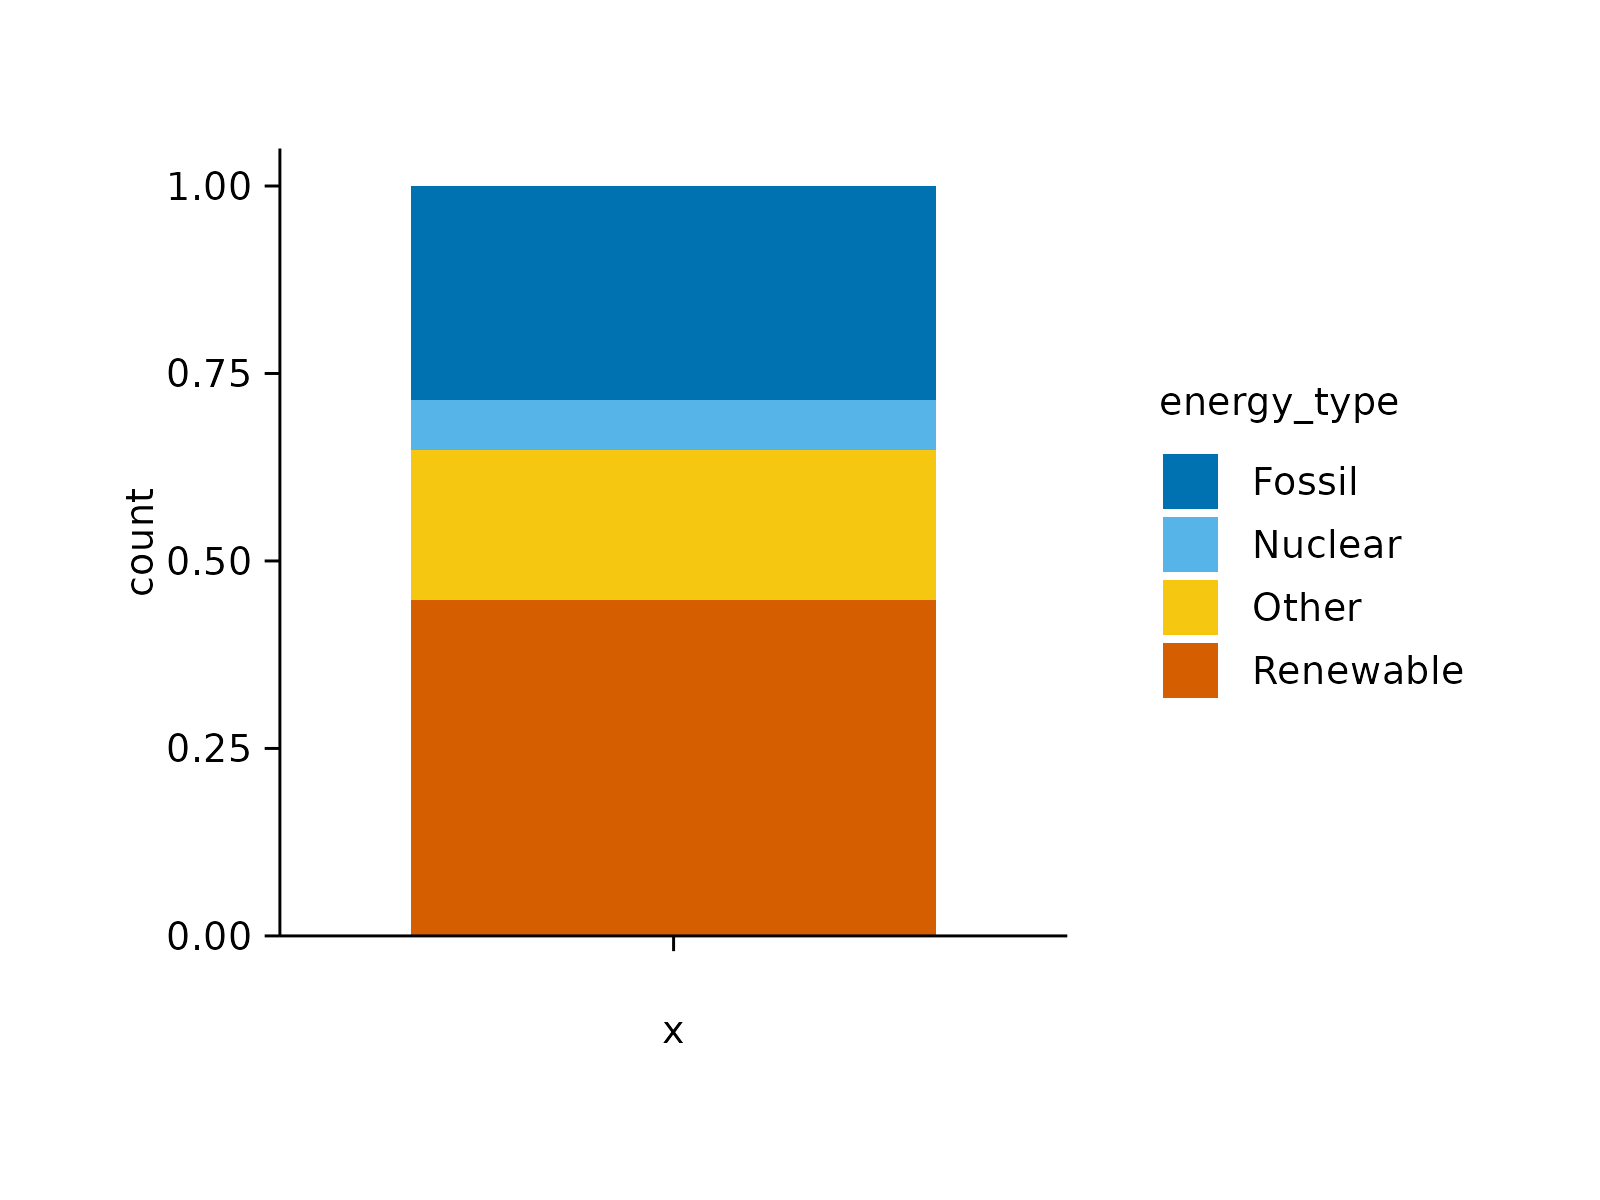 1.00
0.75
0.50
0.25
0.00
count
x
energy_type
Fossil
Nuclear
Other
Renewable